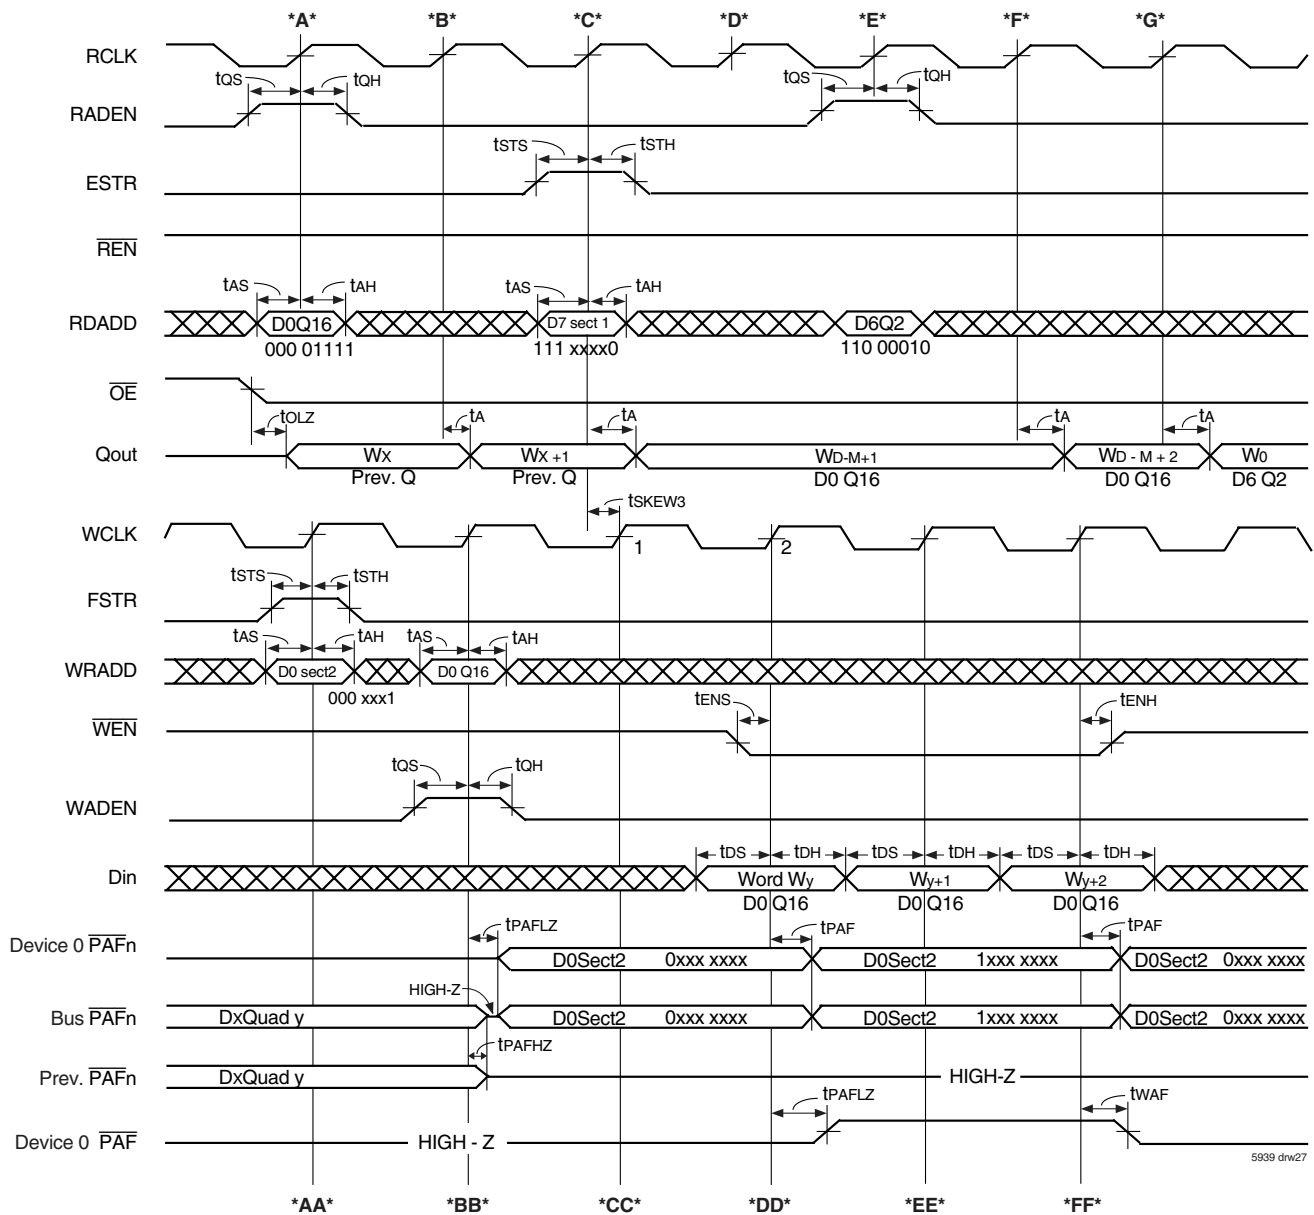 *A* *B* *C* *D* *E* *F* *G*
RCLK
tQS tQH tQS tQH
RADEN
tSTS tSTH
ESTR
REN
tAS tAH tAS tAH
RDADD D0Q16 D7 sect 1 D6Q2
000 01111 111 xxxx0 110 00010
OE
tOLZ tA tA tA tA
Qout WX WX +1 WD-M+1 WD - M + 2 W0
Prev. Q Prev. Q D0 Q16 D0 Q16 D6 Q2
tSKEW3
WCLK 1 2
tSTS tSTH
FSTR
tAS tAH tAS tAH
WRADD D0 sect2 D0 Q16
000 xxx1
tENS tENH
WEN
tQS tQH
WADEN
tDS tDH tDS tDH tDS tDH
Din Word Wy Wy+1 Wy+2
D0 Q16 D0 Q16 D0 Q16
tPAFLZ tPAF tPAF
Device 0 PAFn D0Sect2 0xxx xxxx D0Sect2 1xxx xxxx D0Sect2 0xxx xxxx
HIGH-Z
Bus PAFn DxQuad y D0Sect2 0xxx xxxx D0Sect2 1xxx xxxx D0Sect2 0xxx xxxx
tPAFHZ
Prev. PAFn DxQuad y HIGH-Z
tPAFLZ tWAF
Device 0 PAF HIGH - Z
5939 drw27
*AA* *BB* *CC* *DD* *EE* *FF*